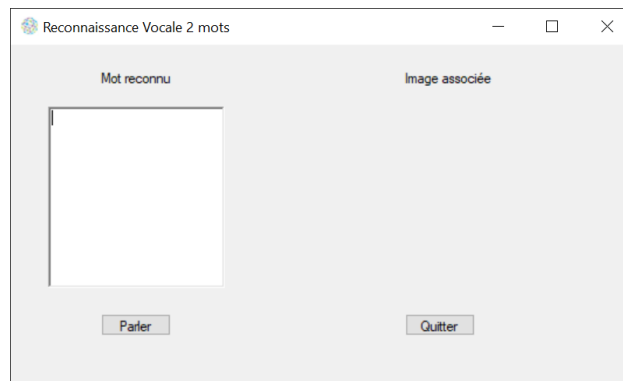 Reconnaissance Vocale 2 mots
Mot reconnu
Image associée
Parler
Quitter